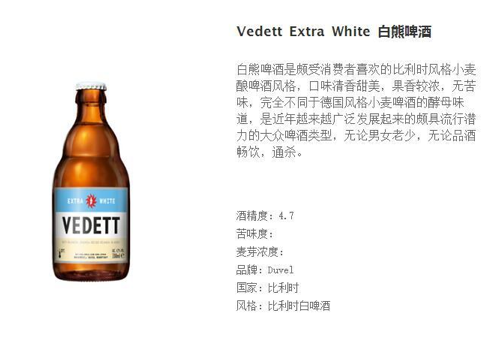 Vedett Extra White 白熊啤酒
白熊啤酒是颇受消费者喜欢的比利时风格小麦
酿啤酒风格，口味清香甜美，果香较浓，无苦
味，完全不同于德国风格小麦啤酒的酵母味
道，是近年越来越广泛发展起来的颇具流行潜
力的大众啤酒类型，无论男女老少，无论品酒
畅饮，通杀。
EXTRA WHITE
VEDETT
酒精度：4.7
苦味度：
麦芽浓度：
品牌：Duvel
国家：比利时
风格：比利时白啤酒